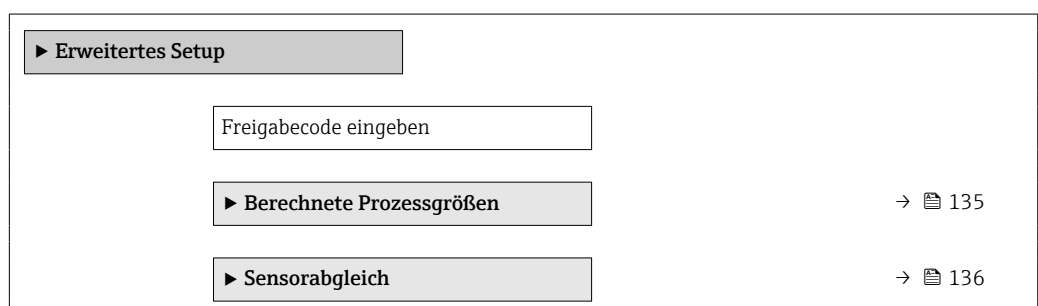 ▶ Erweitertes Setup
Freigabecode eingeben
▶ Berechnete Prozessgrößen → 135
▶ Sensorabgleich → 136